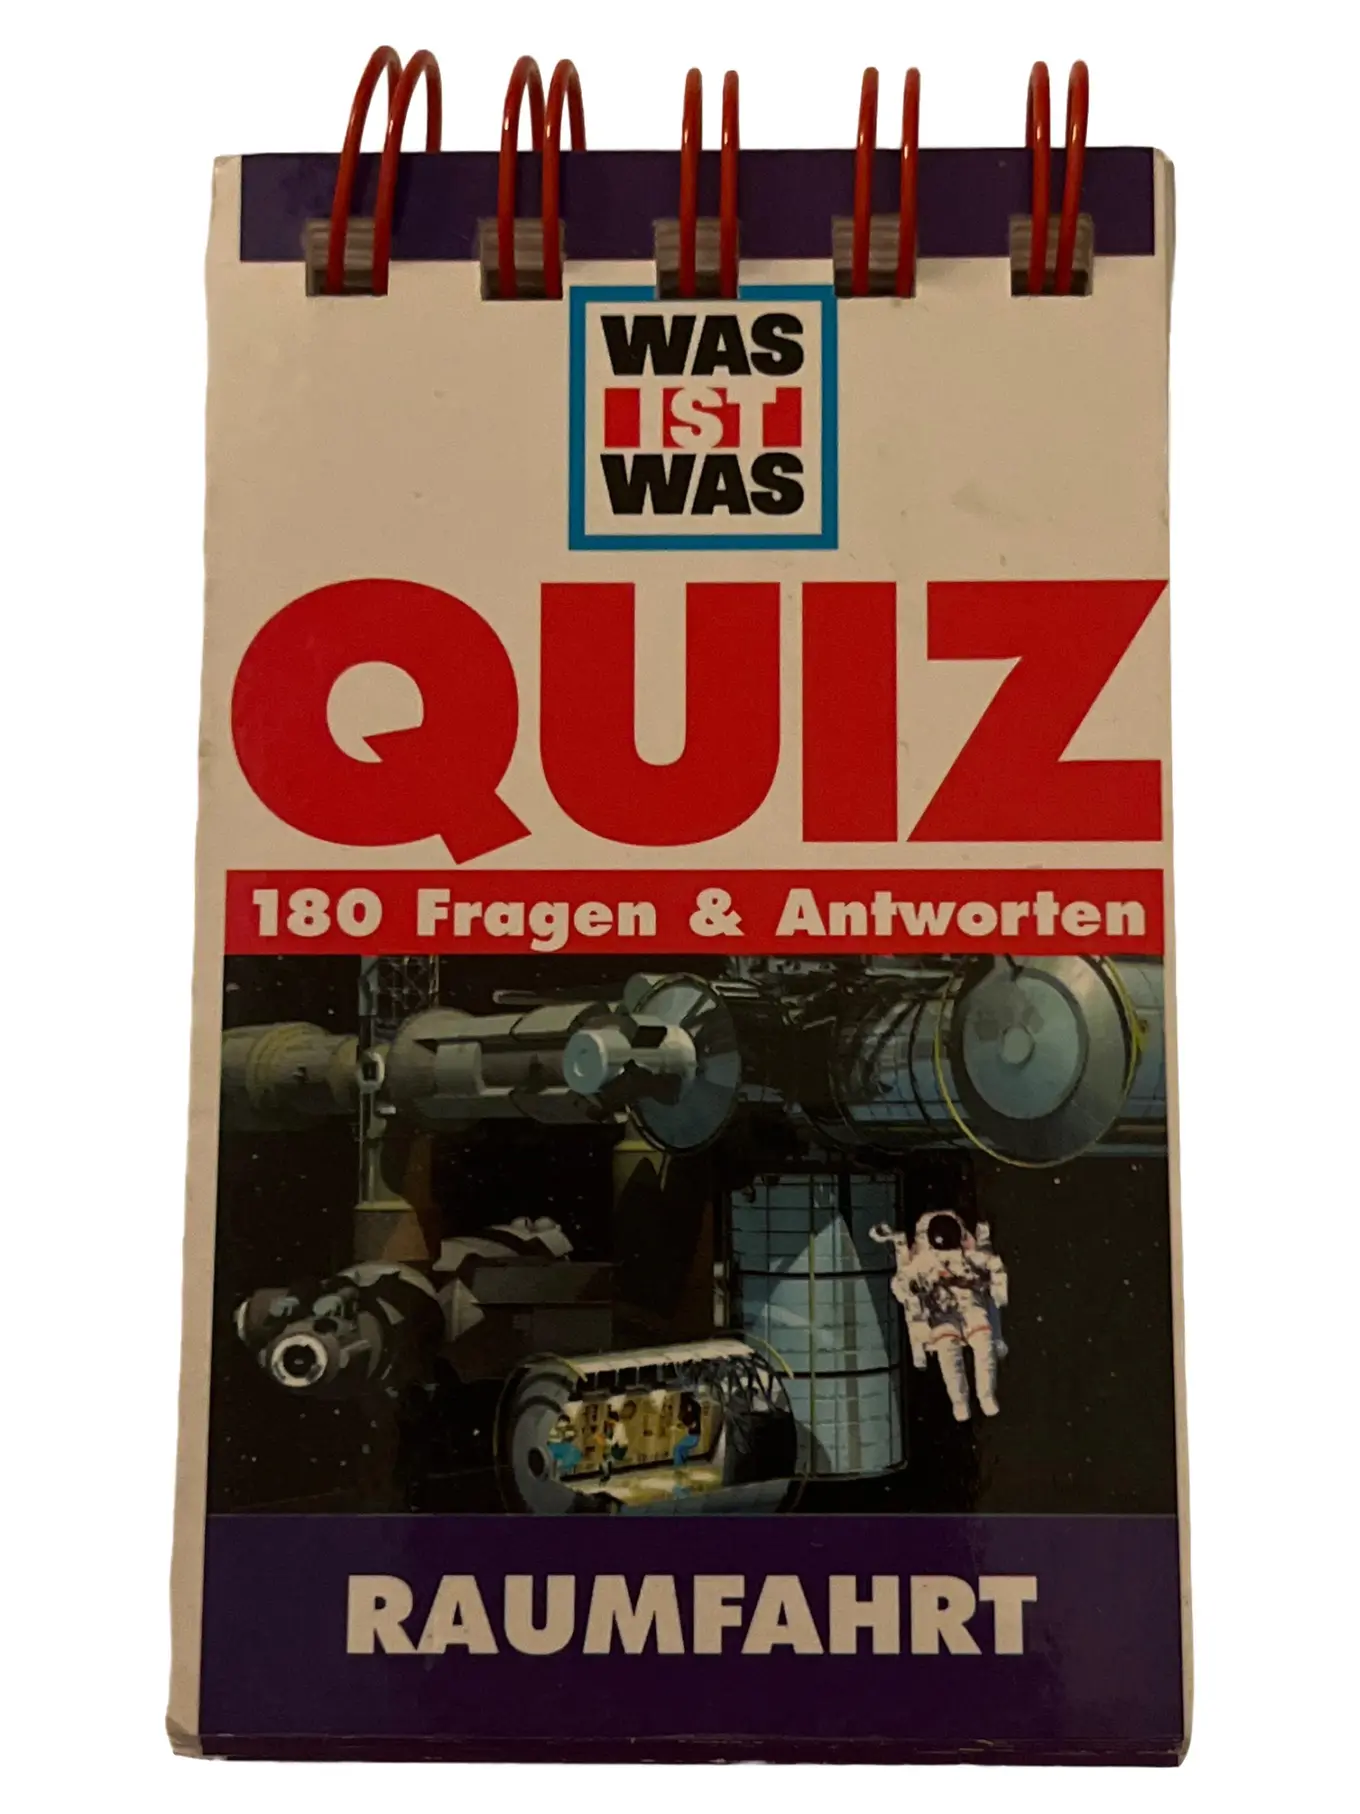 WAS
IST
WAS
QUIZ
180 Fragen & Antworten
RAUMFAHRT